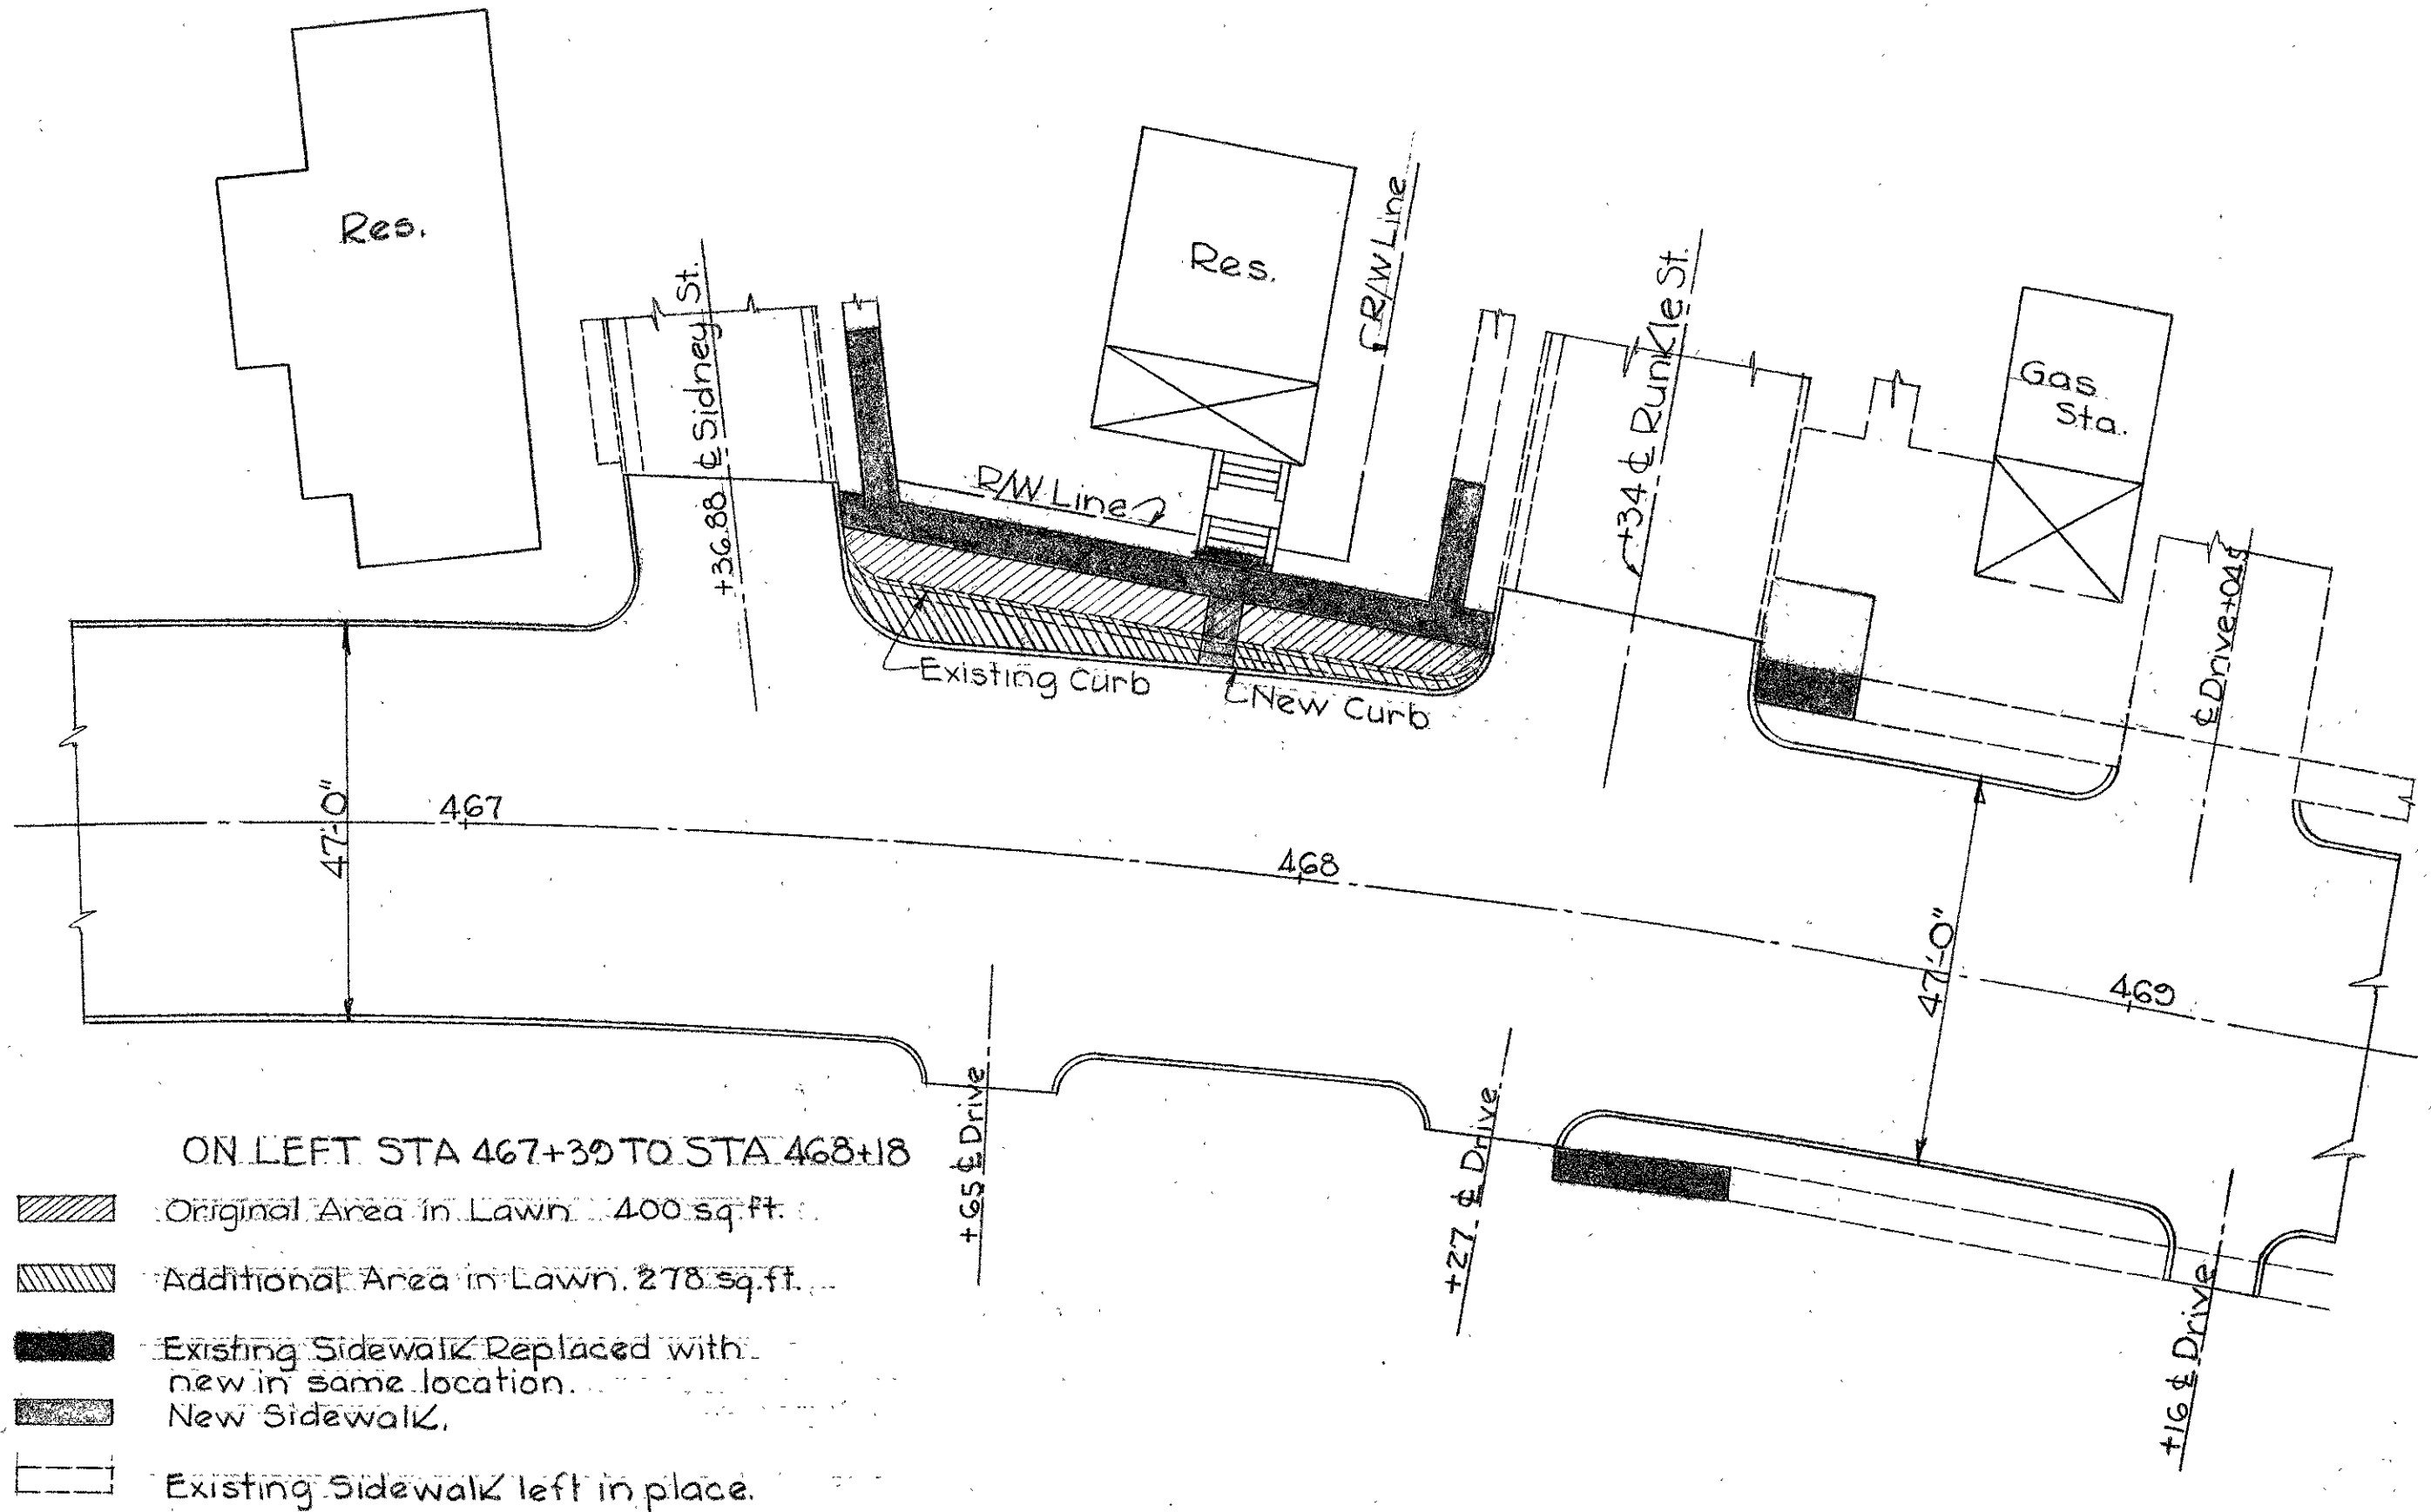 Res.
Res.
R/W Line
+36.88 ℄ Sidney St.
+34 ℄ Runkle St.
Gas
Sta.
R/W Line
℄ Drive +04.5
Existing Curb
New Curb
47'-0"
467
468
47'-0"
469
+65 ℄ Drive
+27 ℄ Drive
+16 ℄ Drive
ON LEFT STA 467+39 TO STA 468+18
Original Area in Lawn 400 sq.ft.
Additional Area in Lawn. 278 sq.ft.
Existing Sidewalk Replaced with
new in same location.
New Sidewalk.
Existing Sidewalk left in place.